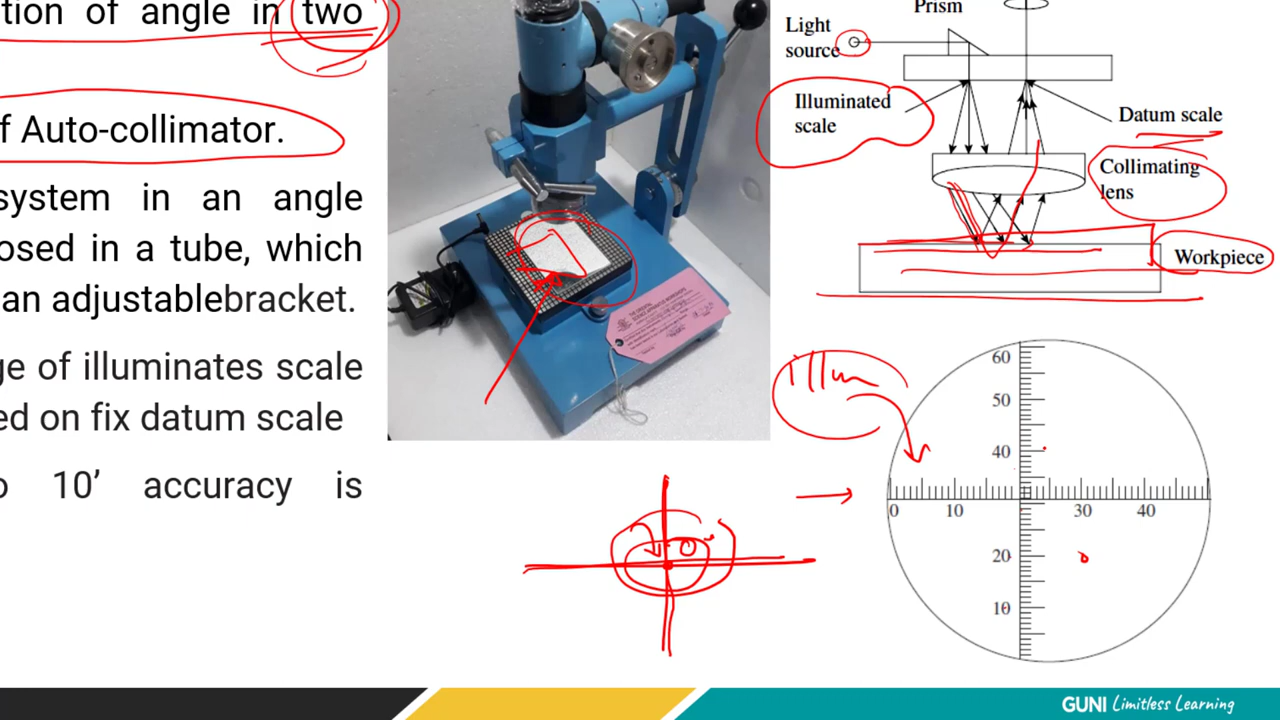 tion of angle in two
f Auto-collimator.
system in an angle
osed in a tube, which
an adjustablebracket.
ge of illuminates scale
ed on fix datum scale
o 10’ accuracy is
Prism
Light
source
Illuminated
scale
Datum scale
Collimating
lens
Workpiece
60
50
40
0 10 30 40
20
10
GUNI Limitless Learning